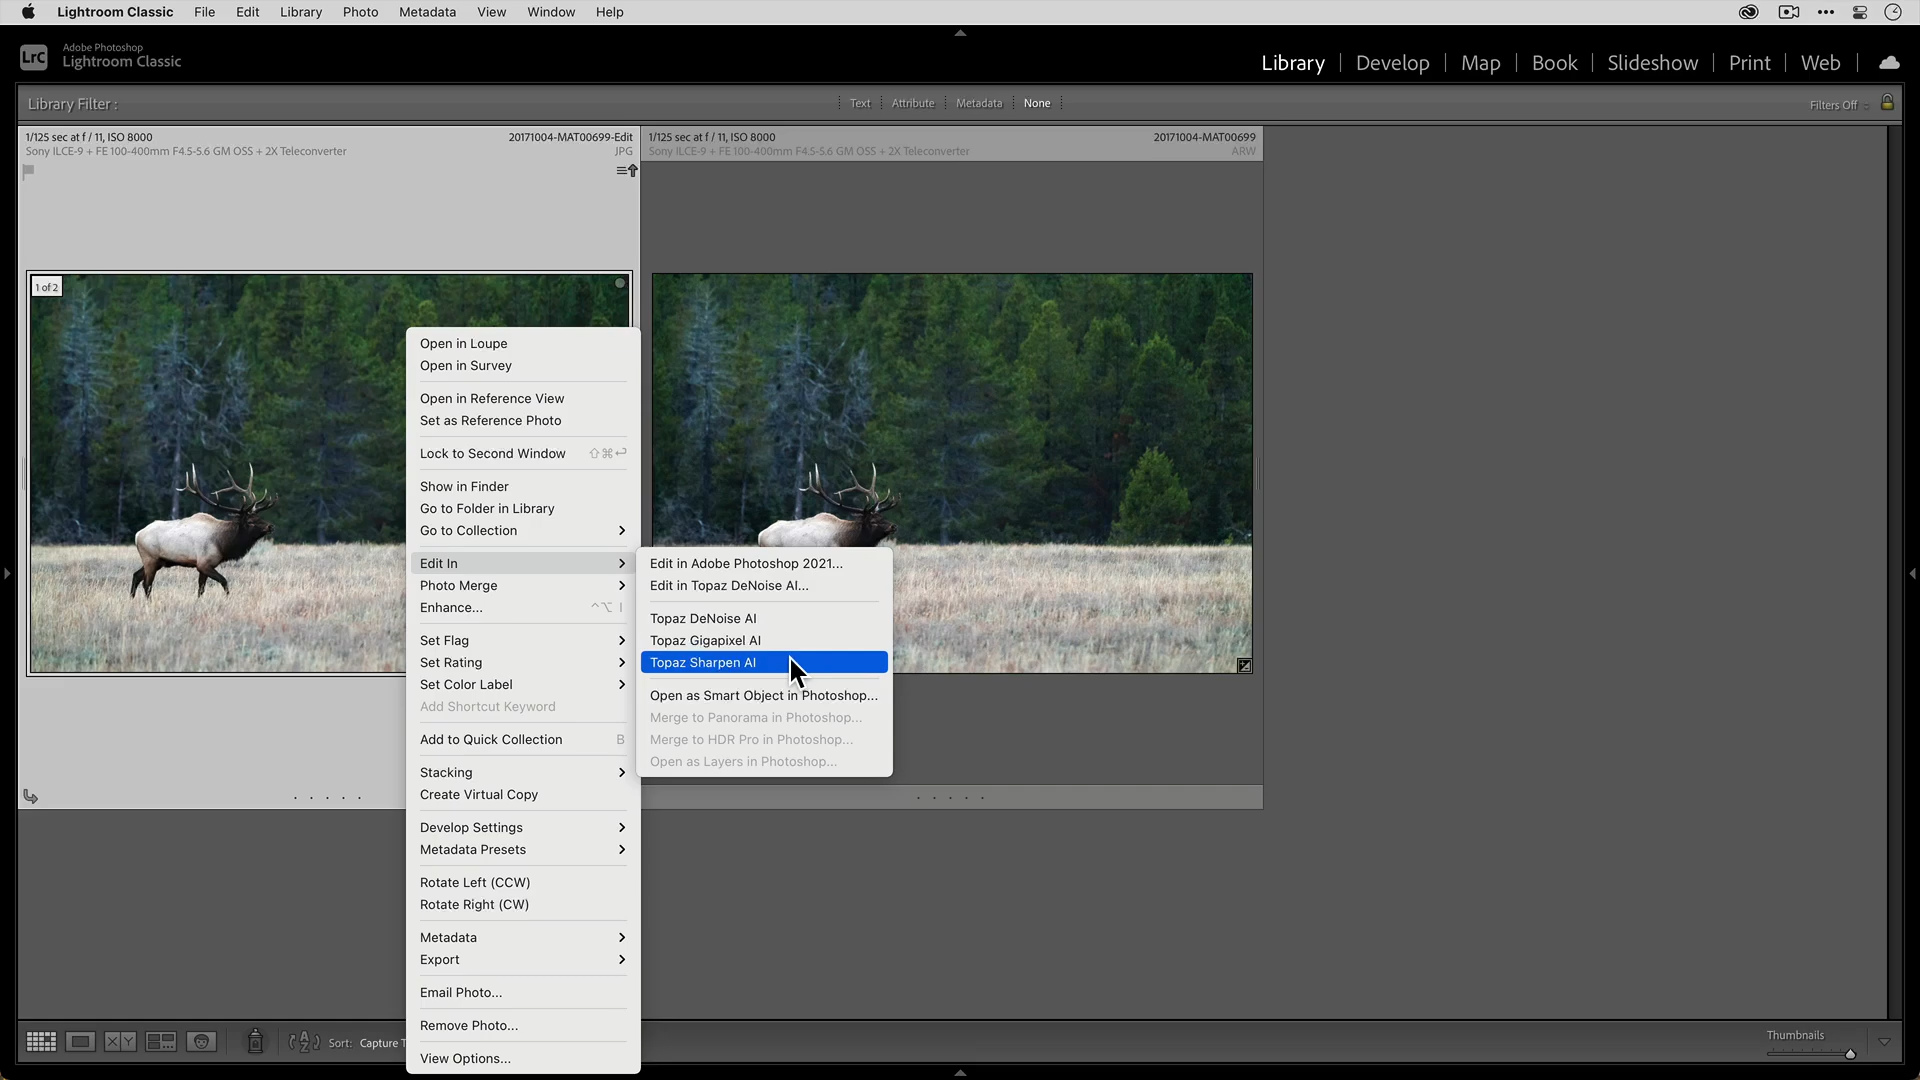 Lightroom Classic File Edit Library Photo Metadata View Window Help
LrC
Adobe Photoshop
Lightroom Classic
Library Develop Map Book Slideshow Print Web
Library Filter :
Text Attribute Metadata None
Filters Off
1/125 sec at f / 11, ISO 8000
20171004-MAT00699-Edit
Sony ILCE-9 + FE 100-400mm F4.5-5.6 GM OSS + 2X Teleconverter
JPG
1/125 sec at f / 11, ISO 8000
20171004-MAT00699
Sony ILCE-9 + FE 100-400mm F4.5-5.6 GM OSS + 2X Teleconverter
ARW
1 of 2
Open in Loupe
Open in Survey
Open in Reference View
Set as Reference Photo
Lock to Second Window ⇧⌘↩
Show in Finder
Go to Folder in Library
Go to Collection
Edit In
Photo Merge
Enhance... ^⌥ I
Set Flag
Set Rating
Set Color Label
Add Shortcut Keyword
Add to Quick Collection B
Stacking
Create Virtual Copy
Develop Settings
Metadata Presets
Rotate Left (CCW)
Rotate Right (CW)
Metadata
Export
Email Photo...
Remove Photo...
View Options...
Edit in Adobe Photoshop 2021...
Edit in Topaz DeNoise AI...
Topaz DeNoise AI
Topaz Gigapixel AI
Topaz Sharpen AI
Open as Smart Object in Photoshop...
Merge to Panorama in Photoshop...
Merge to HDR Pro in Photoshop...
Open as Layers in Photoshop...
X Y
A Z
Sort: Capture T
Thumbnails